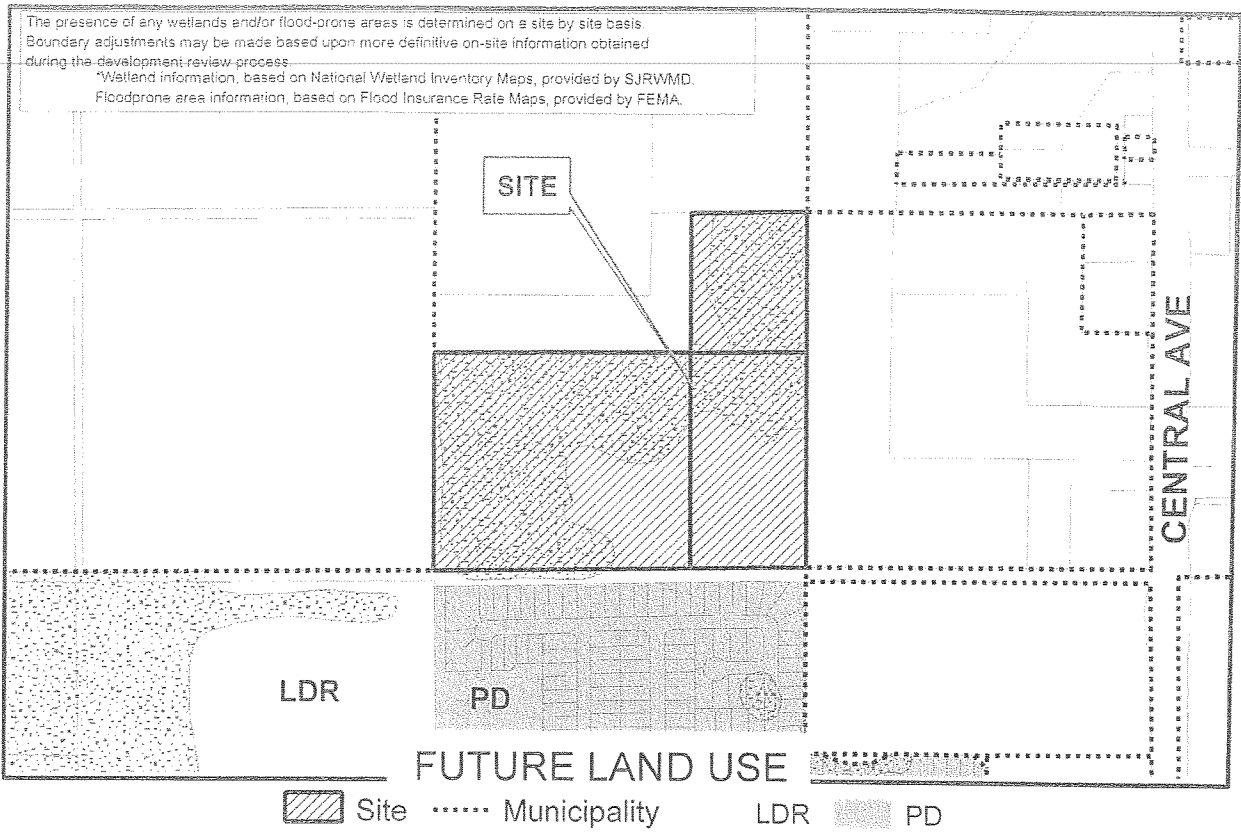 The presence of any wetlands and/or flood-prone areas is determined on a site by site basis.
Boundary adjustments may be made based upon more definitive on-site information obtained
during the development review process.
*Wetland information, based on National Wetland Inventory Maps, provided by SJRWMD.
Floodprone area information, based on Flood Insurance Rate Maps, provided by FEMA.
SITE
CENTRAL AVE
LDR
PD
FUTURE LAND USE
Site
Municipality
LDR
PD